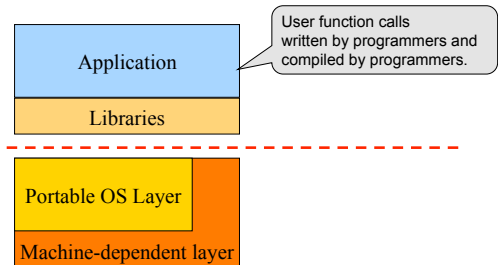 User function calls
written by programmers and
compiled by programmers.
Application
Libraries
Portable OS Layer
Machine-dependent layer